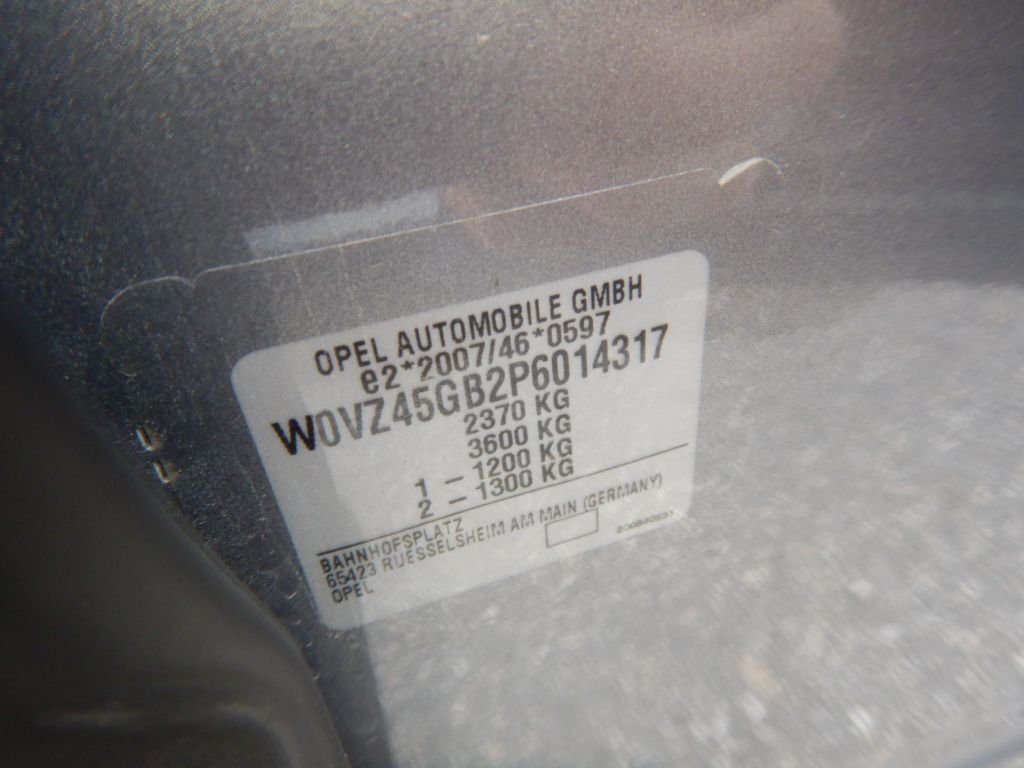 OPEL AUTOMOBILE GMBH
e2*2007/46*0597
W0VZ45GB2P6014317
2370 KG
3600 KG
1 – 1200 KG
2 – 1300 KG
BAHNHOFSPLATZ
65423 RUESSELSHEIM AM MAIN (GERMANY)
OPEL